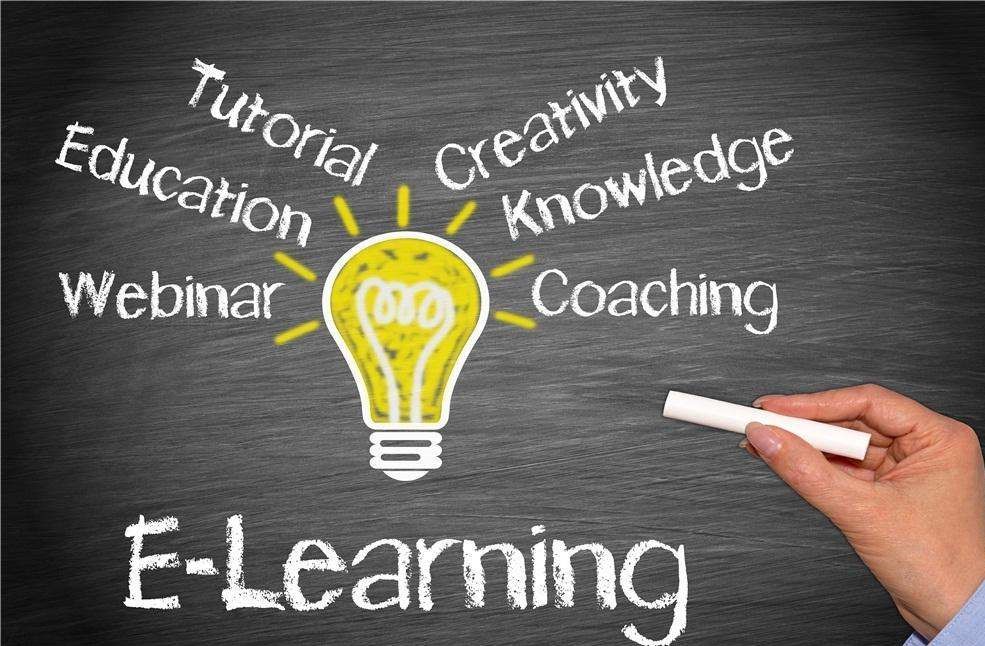 Tutorial
Creativity
Education
Knowledge
Webinar
Coaching
E-Learning